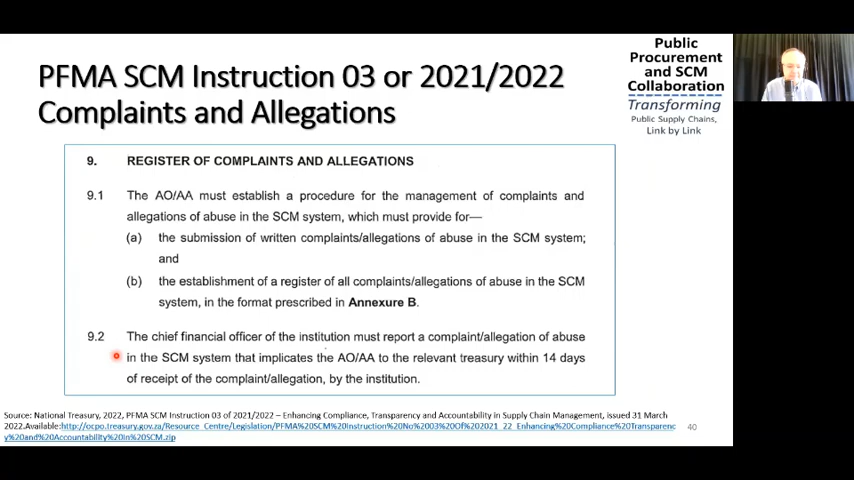 PFMA SCM Instruction 03 or 2021/2022
Complaints and Allegations
Public
Procurement
and SCM
Collaboration
Transforming
Public Supply Chains,
Link by Link
9. REGISTER OF COMPLAINTS AND ALLEGATIONS
9.1 The AO/AA must establish a procedure for the management of complaints and
allegations of abuse in the SCM system, which must provide for—
(a) the submission of written complaints/allegations of abuse in the SCM system;
and
(b) the establishment of a register of all complaints/allegations of abuse in the SCM
system, in the format prescribed in Annexure B.
9.2 The chief financial officer of the institution must report a complaint/allegation of abuse
in the SCM system that implicates the AO/AA to the relevant treasury within 14 days
of receipt of the complaint/allegation, by the institution.
Source: National Treasury, 2022, PFMA SCM Instruction 03 of 2021/2022 – Enhancing Compliance, Transparency and Accountability in Supply Chain Management, issued 31 March
2022.Available:http://ocpo.treasury.gov.za/Resource_Centre/Legislation/PFMA%20SCM%20Instruction%20No%2003%20Of%202021_22_Enhancing%20Compliance%20Transparenc
y%20and%20Accountability%20in%20SCM.zip
40